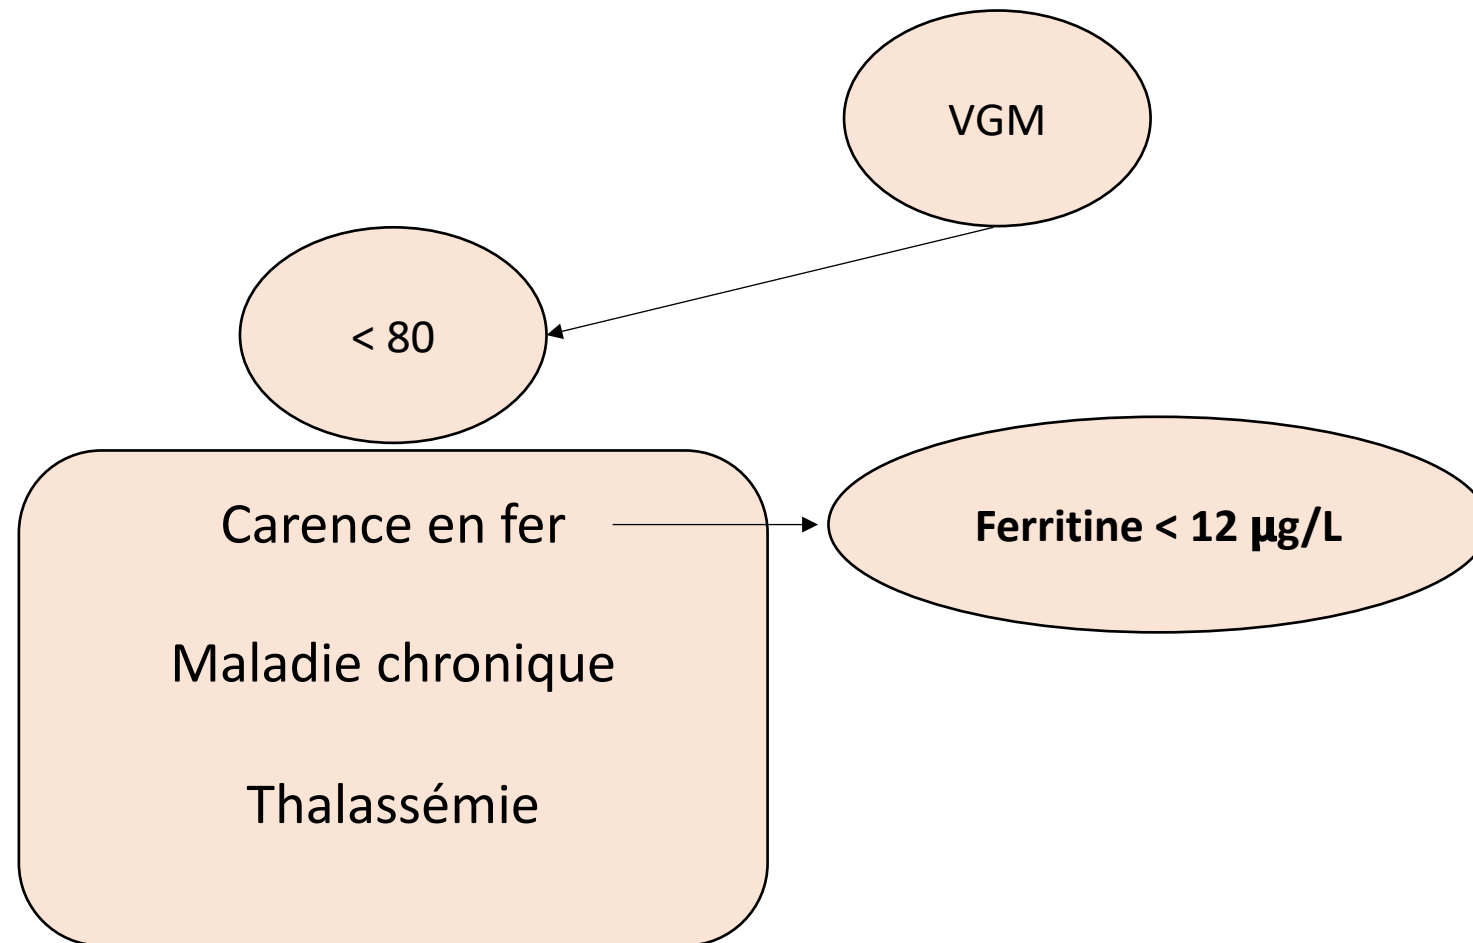 VGM
< 80
Carence en fer
Ferritine < 12 µg/L
Maladie chronique
Thalassémie